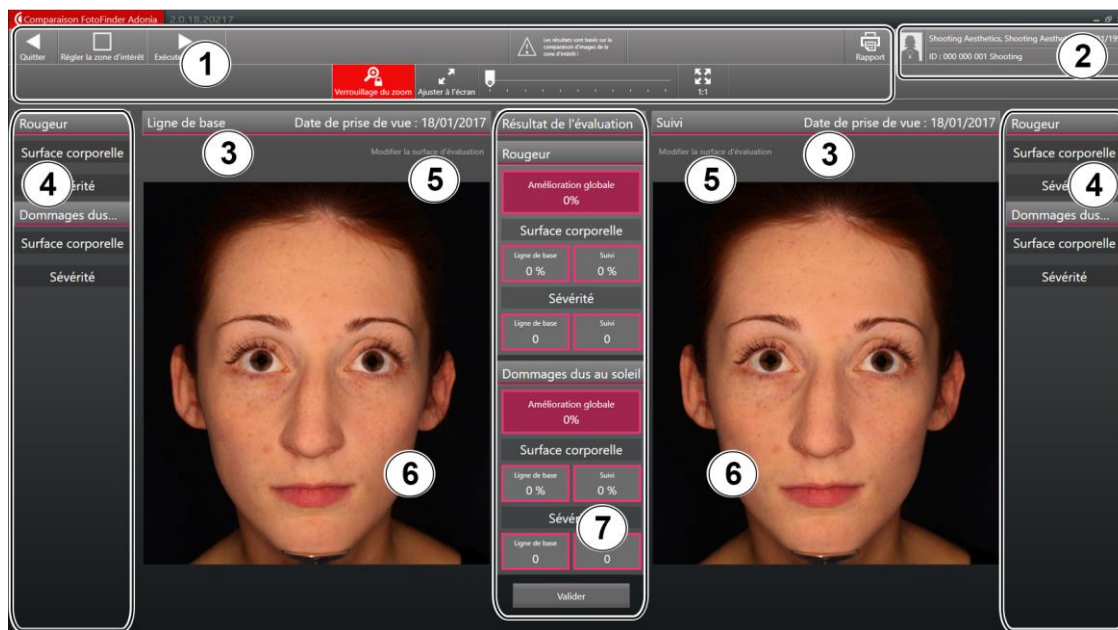 Comparaison FotoFinder Adonia 2.0.18.20217
Quitter
Régler la zone d'intérêt
1
Les résultats sont basés sur la
comparaison d'images de la
zone d'intérêt !
Rapport
Shooting Aesthetics, Shooting
ID : 000 000 001 Shooting
2
Verrouillage du zoom
Ajuster à l'écran
1:1
Rougeur
Surface corporelle
4
Dommages dus...
Surface corporelle
Sévérité
Ligne de base
Date de prise de vue : 18/01/2017
3
Modifier la surface d'évaluation
5
6
Résultat de l'évaluation
Rougeur
Amélioration globale
0%
Surface corporelle
Ligne de base Suivi
0 % 0 %
Sévérité
Ligne de base Suivi
0 0
Dommages dus au soleil
Amélioration globale
0%
Surface corporelle
Ligne de base Suivi
0 % 0 %
7
Ligne de base
0 0
Valider
Suivi
Date de prise de vue : 18/01/2017
3
Modifier la surface d'évaluation
5
6
Rougeur
Surface corporelle
4
Dommages dus...
Surface corporelle
Sévérité